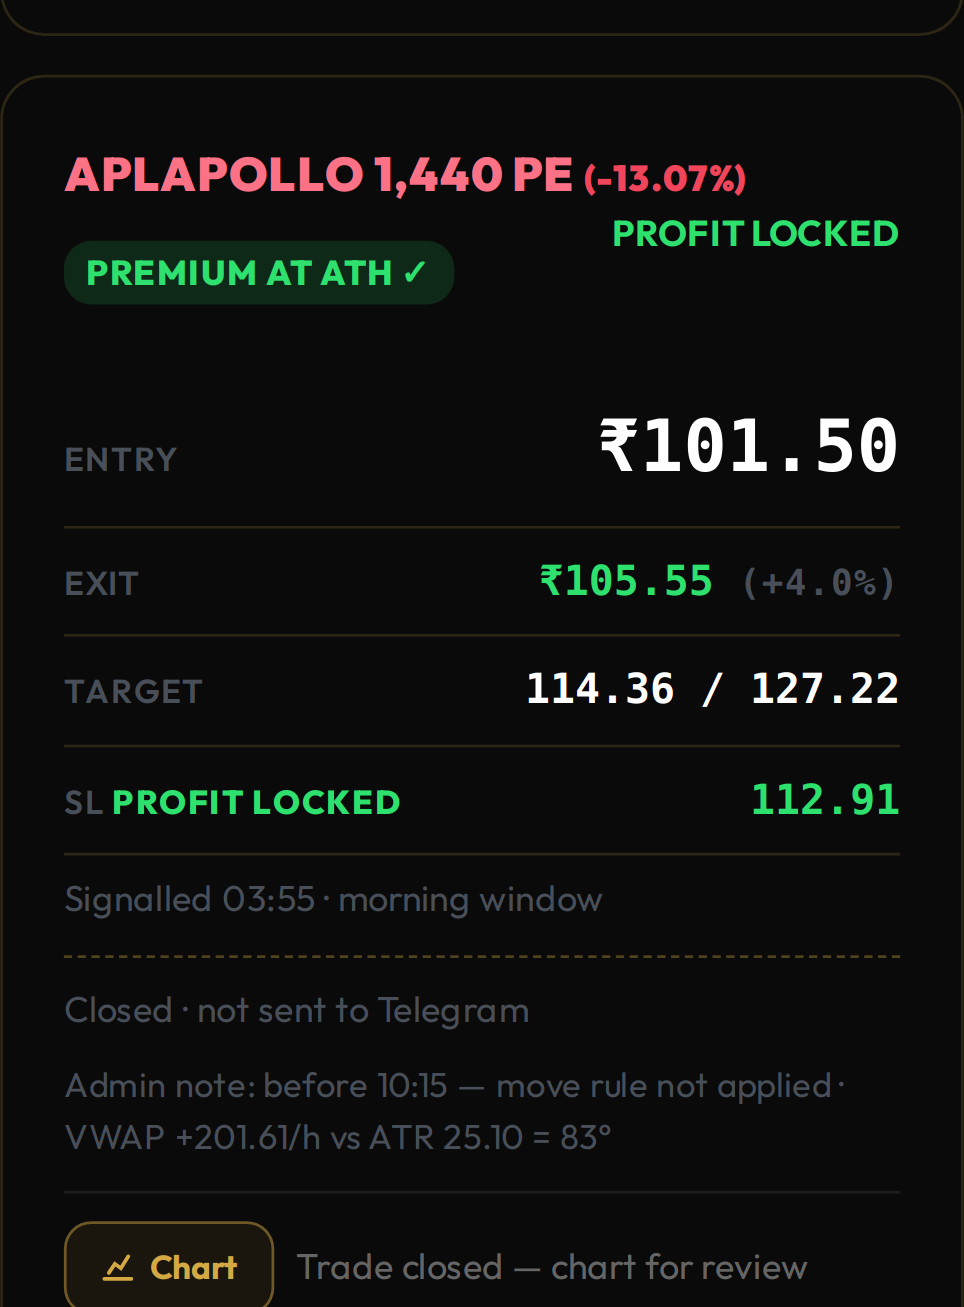 APLAPOLLO 1,440 PE (-13.07%)
PROFIT LOCKED
PREMIUM AT ATH ✓
ENTRY ₹101.50
EXIT ₹105.55 (+4.0%)
TARGET 114.36 / 127.22
SL PROFIT LOCKED 112.91
Signalled 03:55 · morning window
Closed · not sent to Telegram
Admin note: before 10:15 — move rule not applied ·
VWAP +201.61/h vs ATR 25.10 = 83°
Chart Trade closed — chart for review